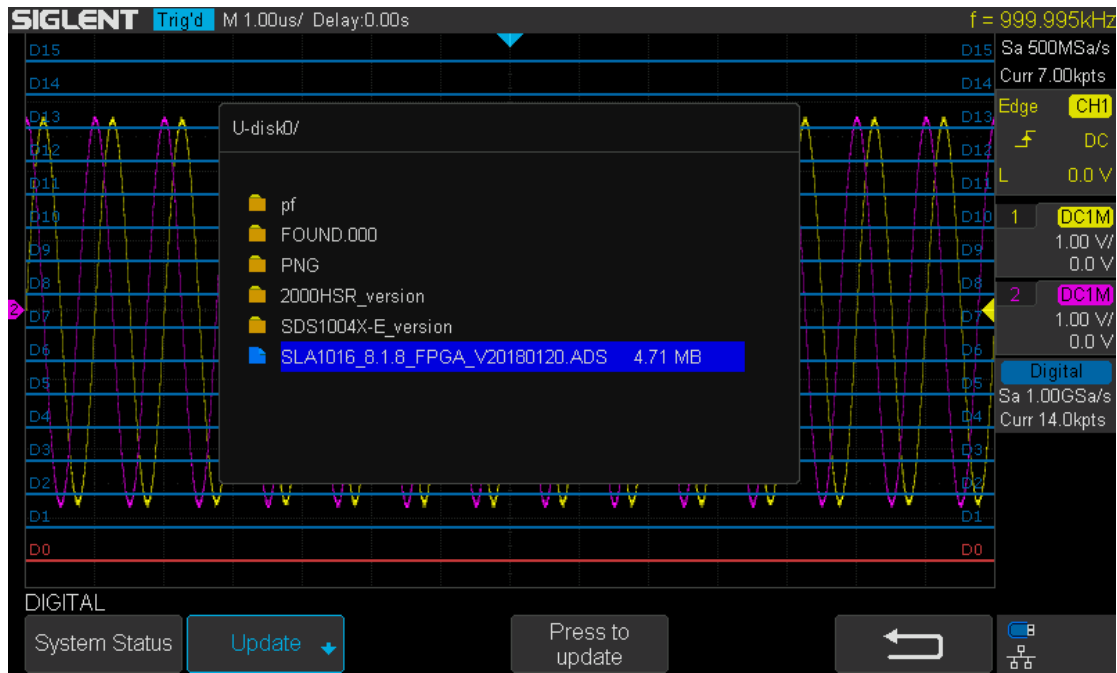 SIGLENT Trig'd M 1.00us/ Delay:0.00s f = 999.995kHz
Sa 500MSa/s
Curr 7.00kpts
Edge CH1
DC
L 0.0 V
1 DC1M
1.00 V/
0.0 V
2 DC1M
1.00 V/
0.0 V
Digital
Sa 1.00GSa/s
Curr 14.0kpts
D15 D15
D14 D14
D13 D13
D12 D12
D11 D11
D10 D10
D9 D9
D8 D8
2
D7 D7
D6 D6
D5 D5
D4 D4
D3 D3
D2 D2
D1 D1
D0 D0
U-disk0/
pf
FOUND.000
PNG
2000HSR_version
SDS1004X-E_version
SLA1016_8.1.8_FPGA_V20180120.ADS 4.71 MB
DIGITAL
System Status
Update
Press to
update